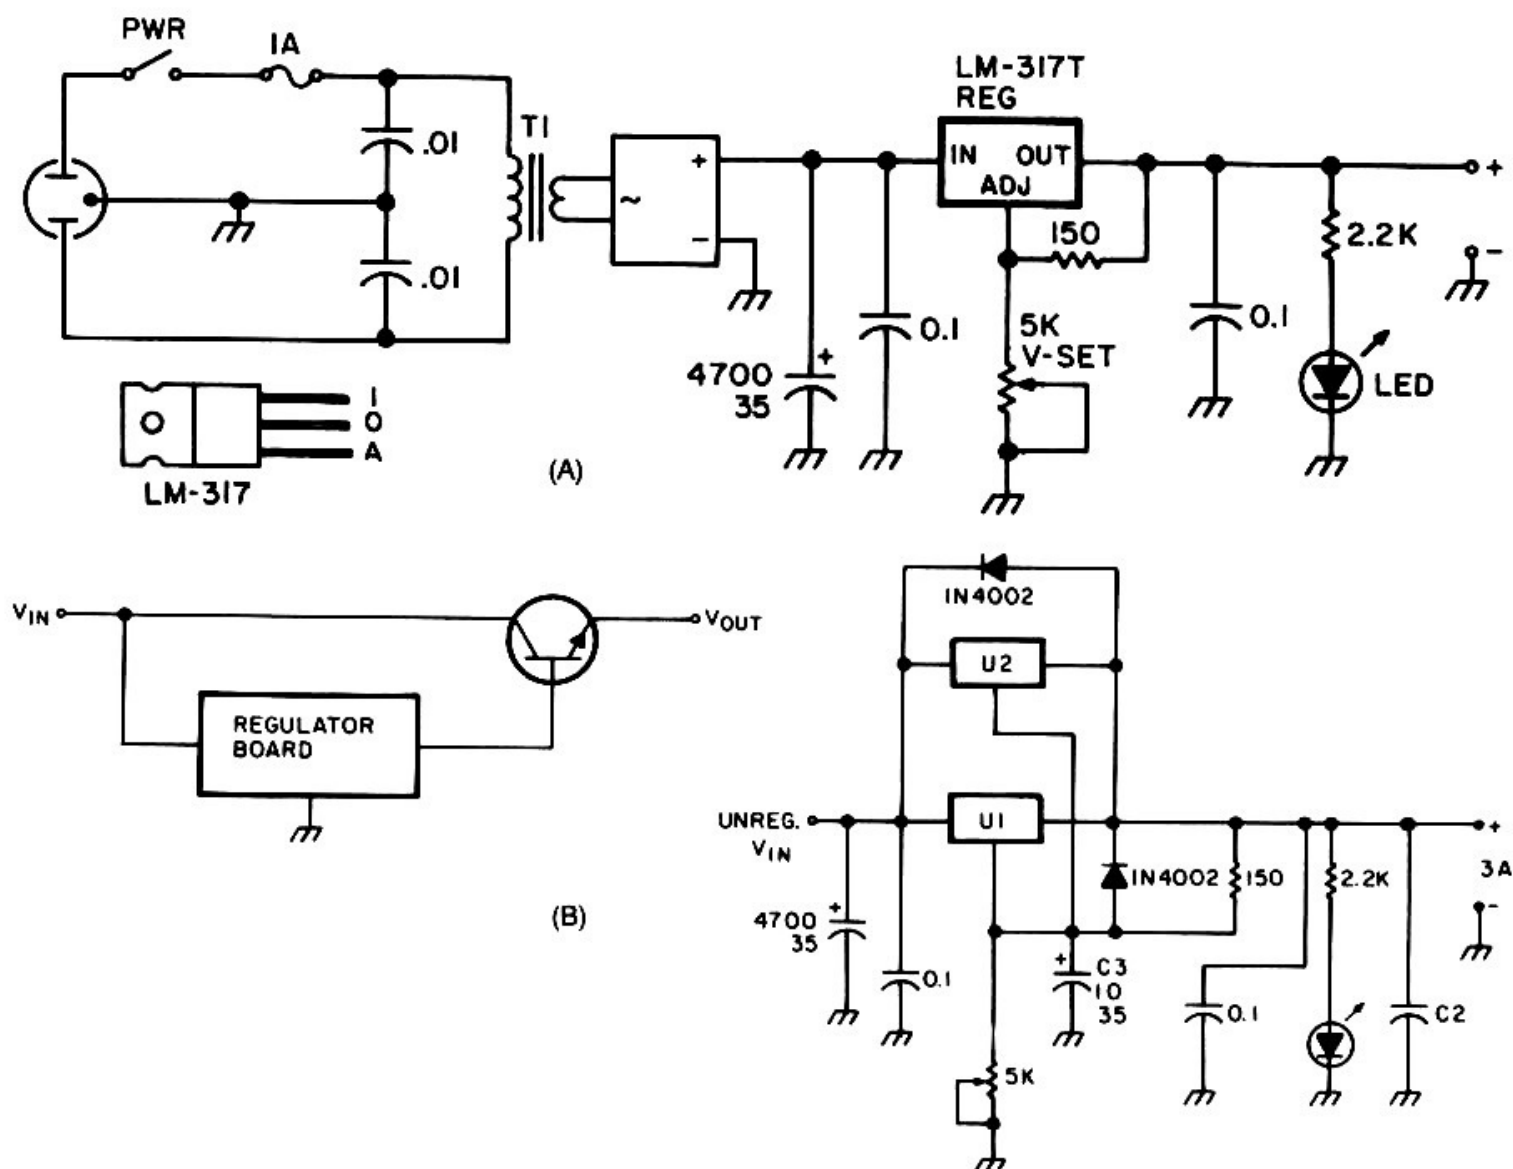 PWR
1A
.01
.01
T1
~
+
-
LM-317T
REG
IN OUT
ADJ
150
5K
V-SET
+
4700
35
0.1
0.1
2.2K
LED
+
-
I
O
A
LM-317
(A)
VIN
VOUT
REGULATOR
BOARD
(B)
1N4002
U2
U1
UNREG.
VIN
+
4700
35
0.1
5K
+
C3
10
35
1N4002
150
0.1
2.2K
C2
+
3A
-